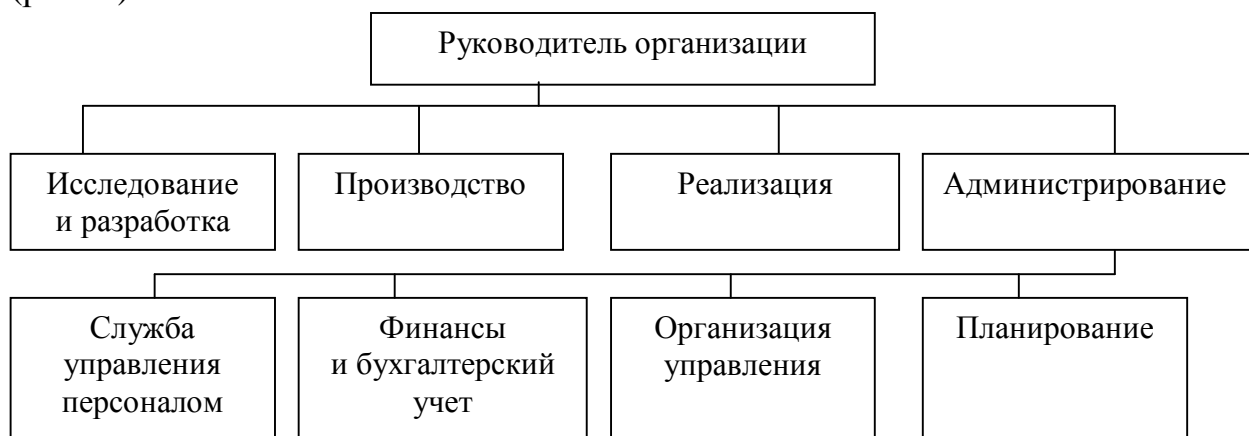 Руководитель организации
Исследование
и разработка
Производство
Реализация
Администрирование
Служба
управления
персоналом
Финансы
и бухгалтерский
учет
Организация
управления
Планирование